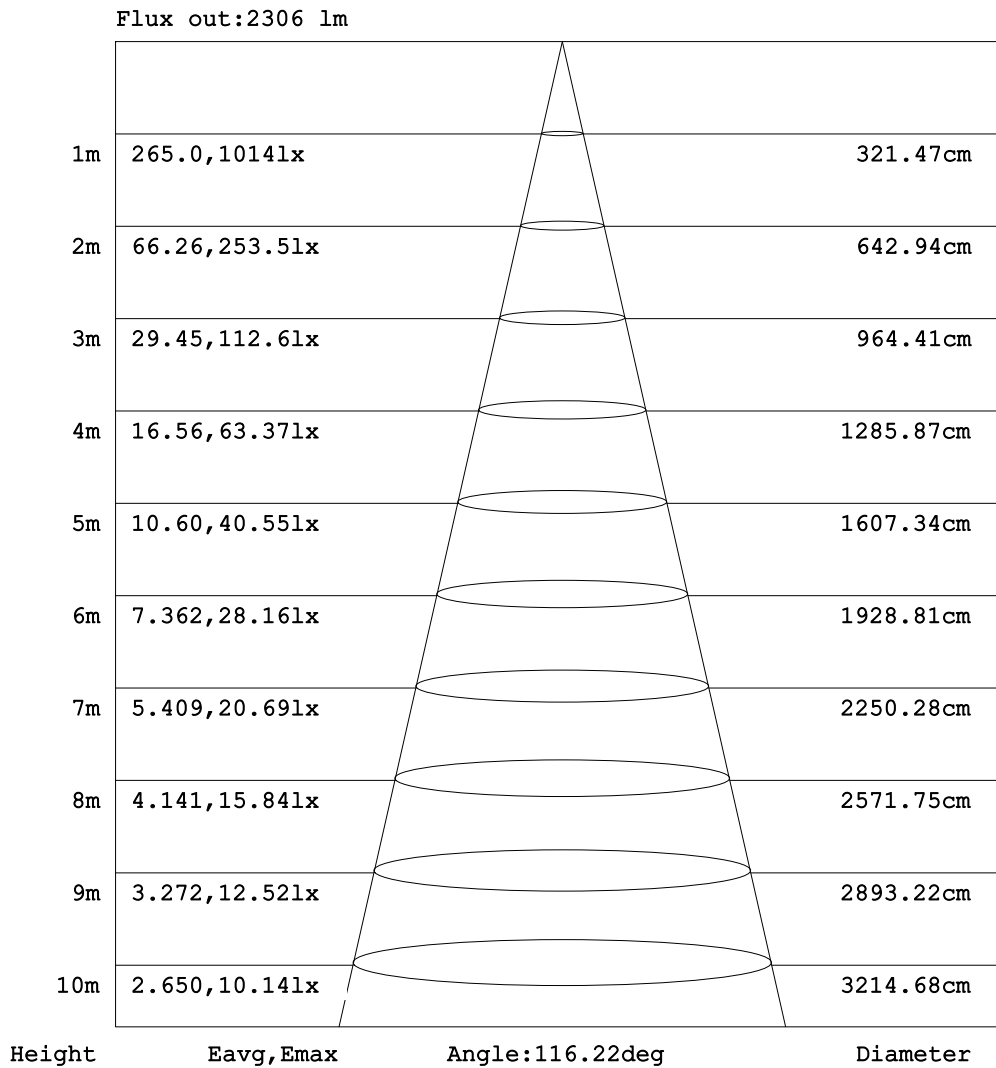 Flux out:2306 lm
1m 265.0,1014lx 321.47cm
2m 66.26,253.5lx 642.94cm
3m 29.45,112.6lx 964.41cm
4m 16.56,63.37lx 1285.87cm
5m 10.60,40.55lx 1607.34cm
6m 7.362,28.16lx 1928.81cm
7m 5.409,20.69lx 2250.28cm
8m 4.141,15.84lx 2571.75cm
9m 3.272,12.52lx 2893.22cm
10m 2.650,10.14lx 3214.68cm
Height Eavg,Emax Angle:116.22deg Diameter